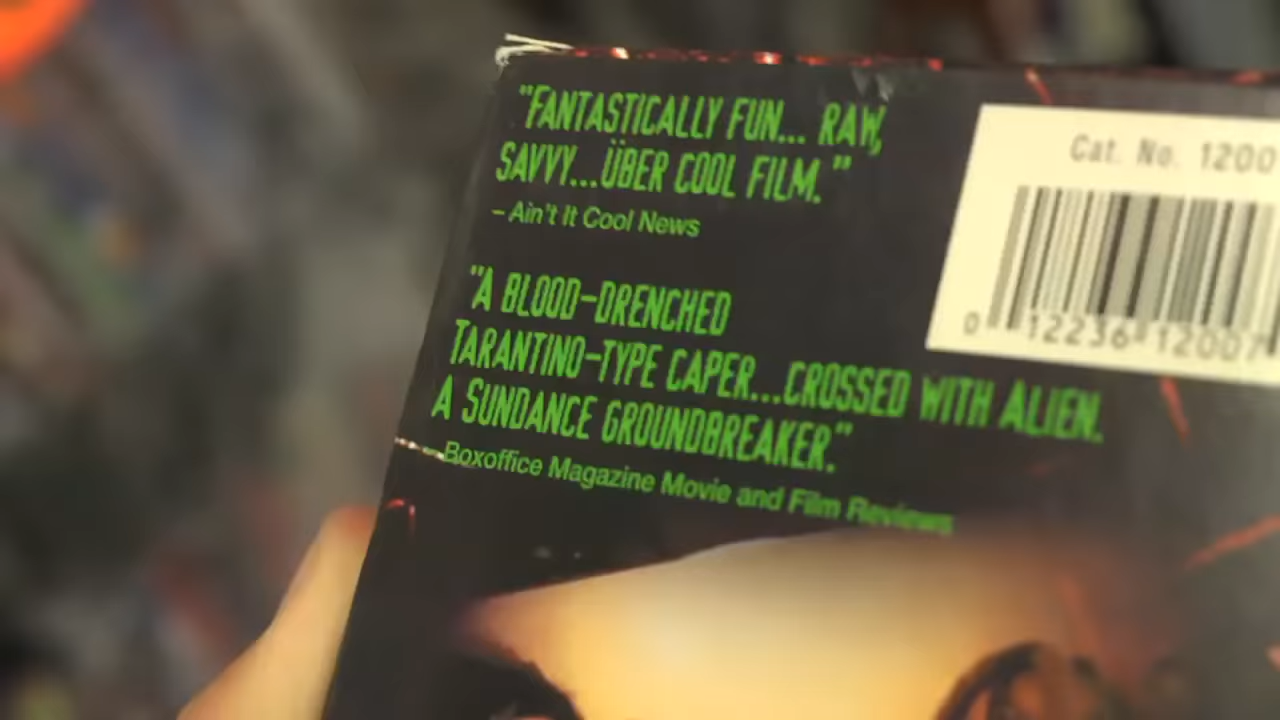 "FANTASTICALLY FUN... RAW,
SAVVY...ÜBER COOL FILM."
– Ain't It Cool News
"A BLOOD-DRENCHED
TARANTINO-TYPE CAPER...CROSSED WITH ALIEN.
A SUNDANCE GROUNDBREAKER."
Boxoffice Magazine Movie and Film Reviews
Cat. No. 1200
0 12236 12007